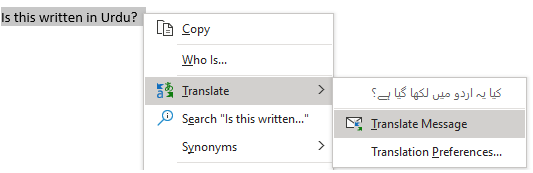 Is this written in Urdu?
Copy
Who Is...
Translate
Search "Is this written..."
Synonyms
کیا یہ اردو میں لکھا گیا ہے؟
Translate Message
Translation Preferences...